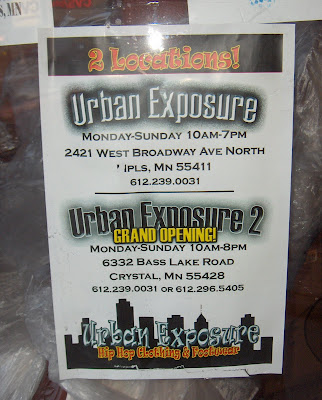 S, MN
2 Locations!
Urban Exposure
Monday-Sunday 10am-7pm
2421 West Broadway Ave North
' ipls, Mn 55411
612.239.0031
Urban Exposure 2
GRAND OPENING!
Monday-Sunday 10am-8pm
6332 Bass Lake Road
Crystal, Mn 55428
612.239.0031 or 612.296.5405
Urban Exposure
Hip Hop Clothing & Footwear